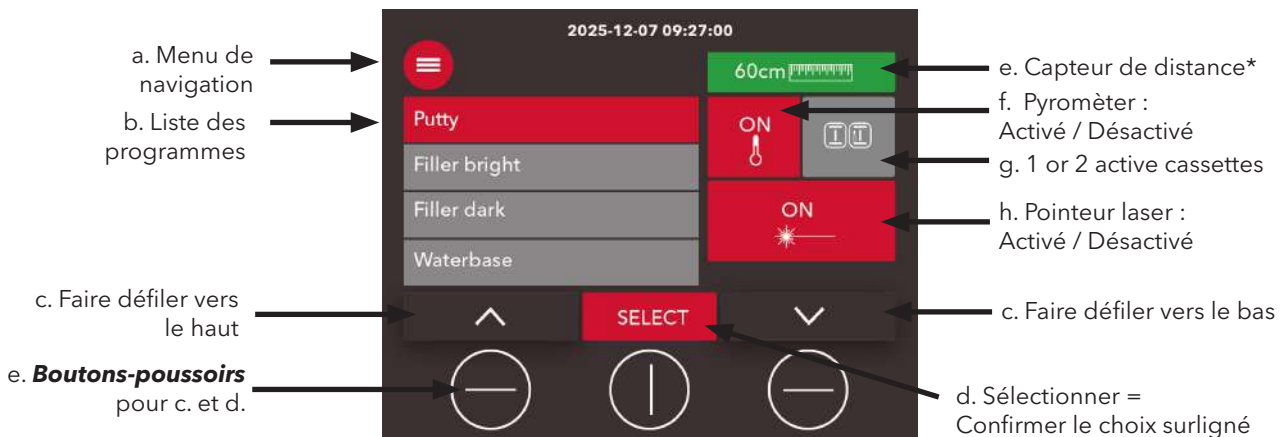 2025-12-07 09:27:00
a. Menu de
navigation
b. Liste des
programmes
c. Faire défiler vers
le haut
e. Boutons-poussoirs
pour c. et d.
60cm
Putty
Filler bright
Filler dark
Waterbase
ON
ON
SELECT
e. Capteur de distance*
f. Pyromèter :
Activé / Désactivé
g. 1 or 2 active cassettes
h. Pointeur laser :
Activé / Désactivé
c. Faire défiler vers le bas
d. Sélectionner =
Confirmer le choix surligné